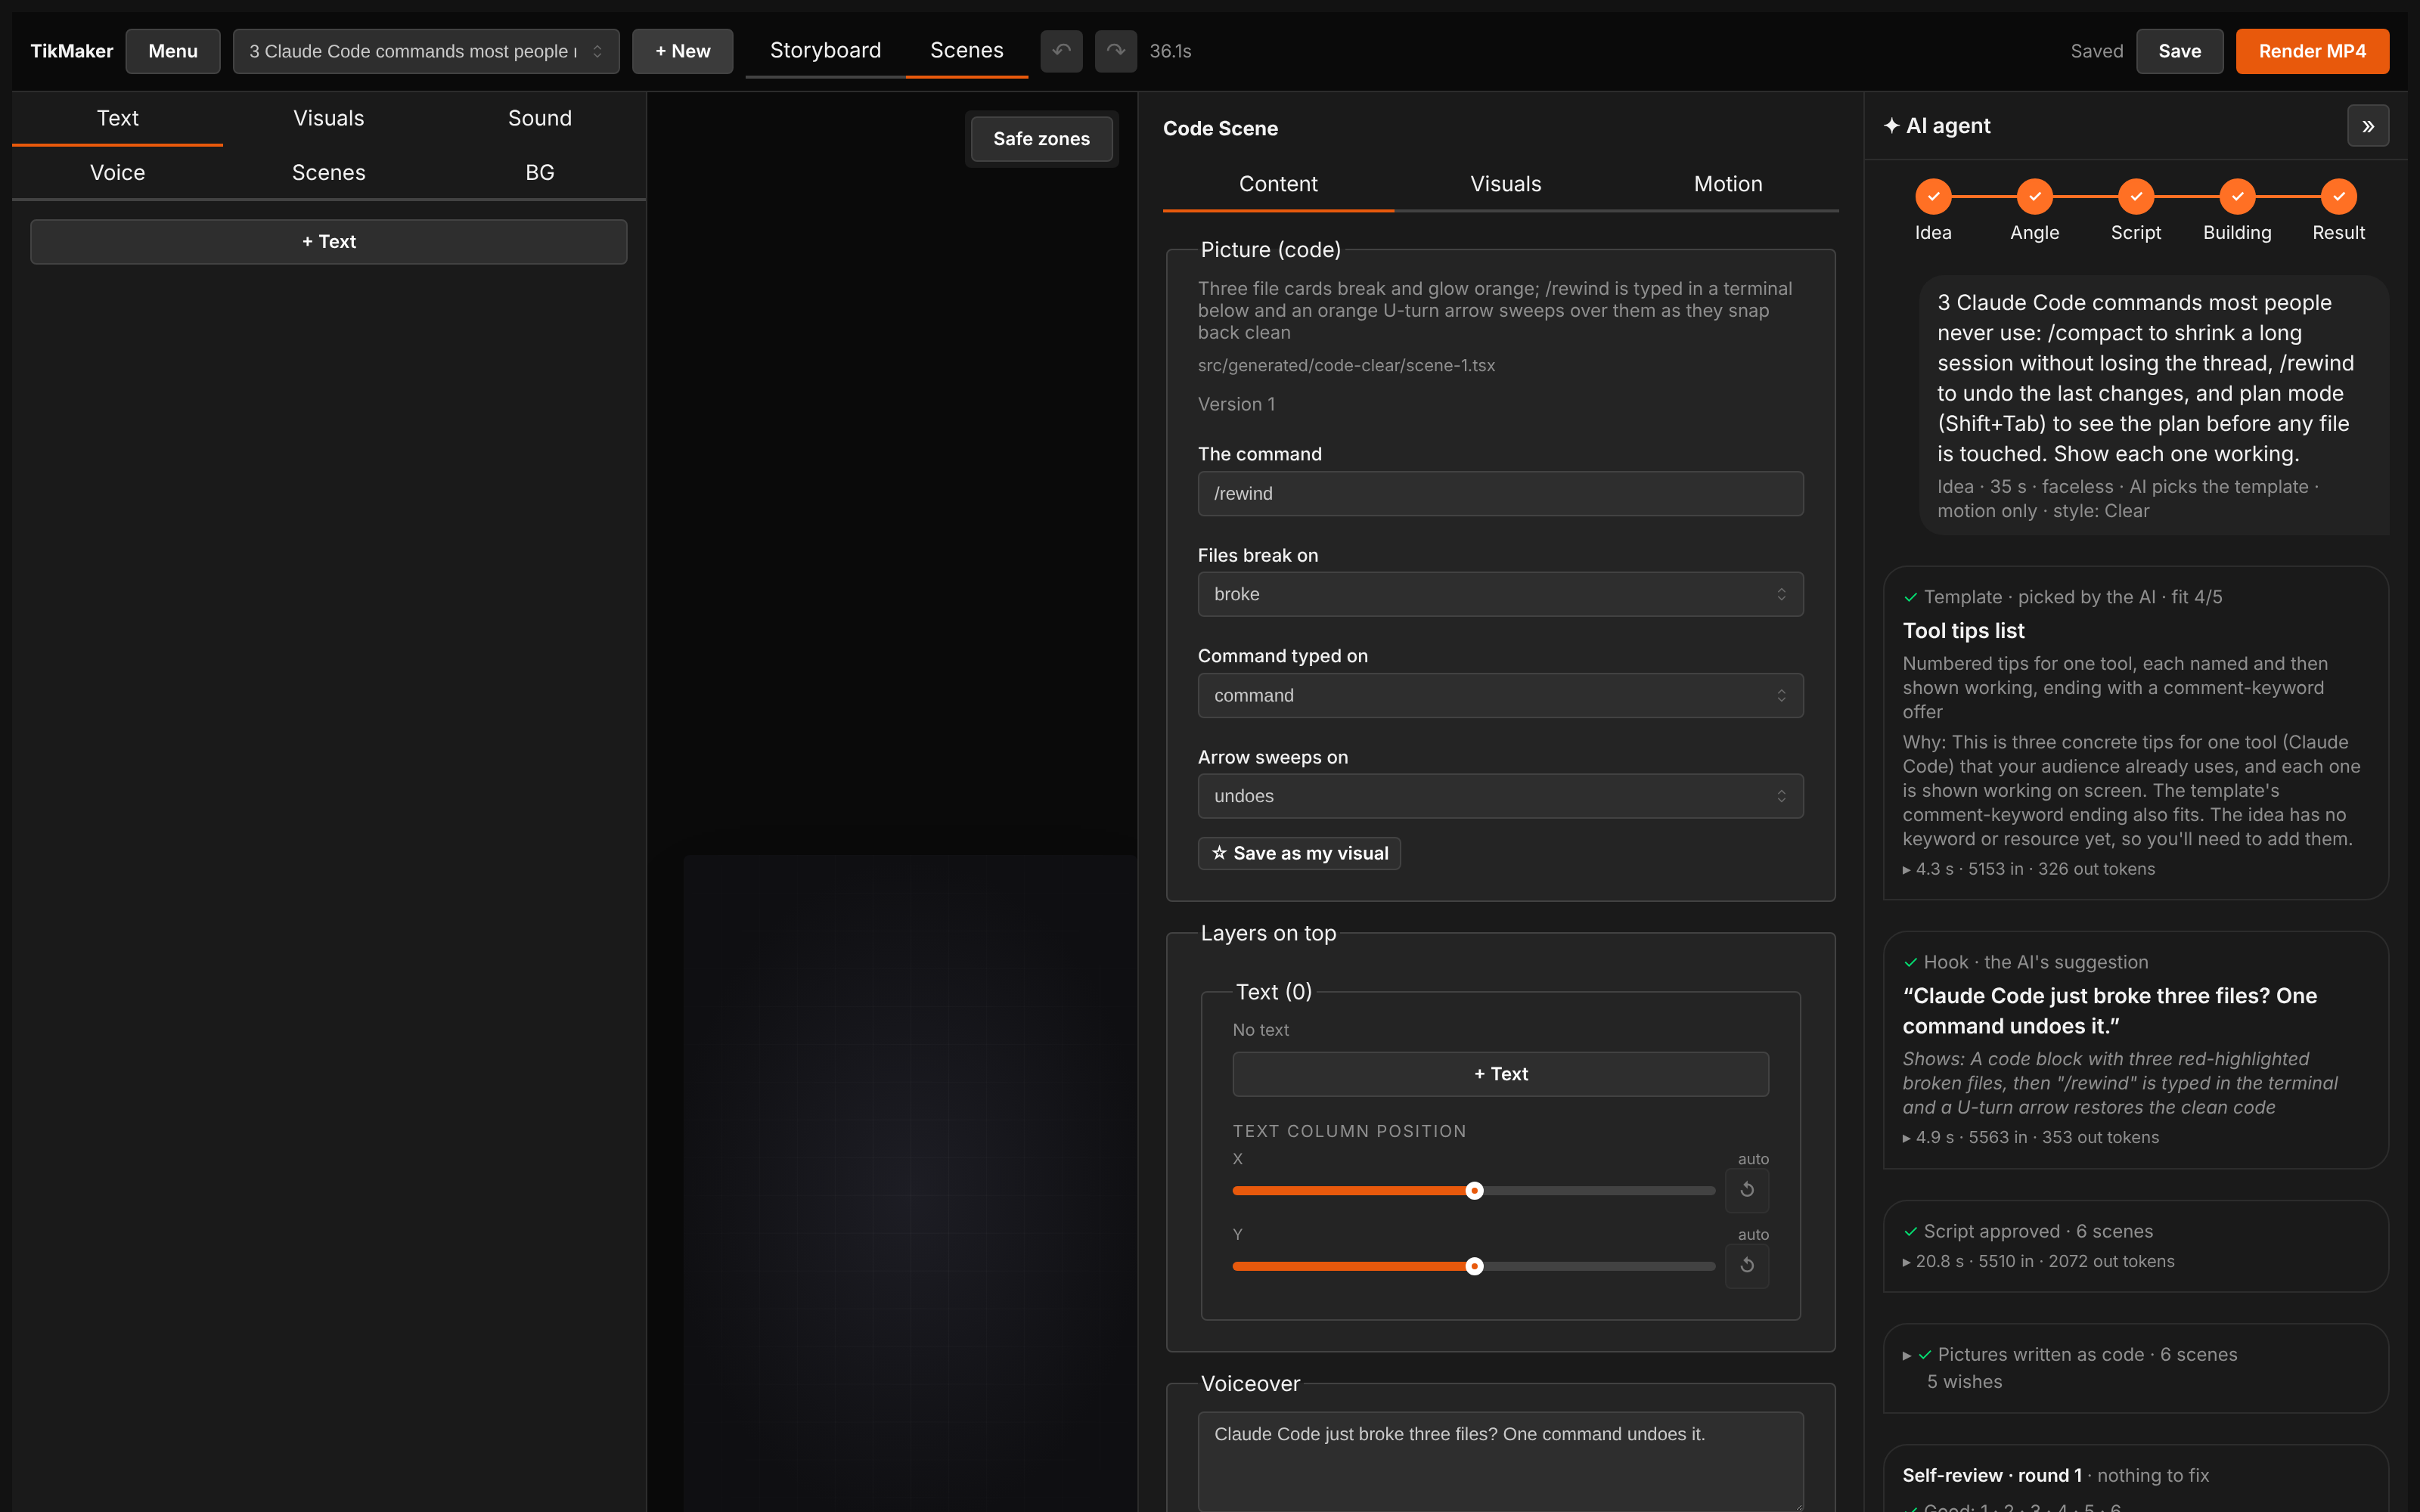 TikMaker
Menu
3 Claude Code commands most people r
+ New
Storyboard
Scenes
36.1s
Saved
Save
Render MP4
Text
Visuals
Sound
Voice
Scenes
BG
+ Text
Safe zones
Code Scene
Content
Visuals
Motion
Picture (code)
Three file cards break and glow orange; /rewind is typed in a terminal
below and an orange U-turn arrow sweeps over them as they snap
back clean
src/generated/code-clear/scene-1.tsx
Version 1
The command
/rewind
Files break on
broke
Command typed on
command
Arrow sweeps on
undoes
☆ Save as my visual
Layers on top
Text (0)
No text
+ Text
TEXT COLUMN POSITION
X
auto
Y
auto
Voiceover
Claude Code just broke three files? One command undoes it.
✦ AI agent
»
Idea
Angle
Script
Building
Result
3 Claude Code commands most people
never use: /compact to shrink a long
session without losing the thread, /rewind
to undo the last changes, and plan mode
(Shift+Tab) to see the plan before any file
is touched. Show each one working.
Idea · 35 s · faceless · AI picks the template ·
motion only · style: Clear
✓ Template · picked by the AI · fit 4/5
Tool tips list
Numbered tips for one tool, each named and then
shown working, ending with a comment-keyword
offer
Why: This is three concrete tips for one tool (Claude
Code) that your audience already uses, and each one
is shown working on screen. The template's
comment-keyword ending also fits. The idea has no
keyword or resource yet, so you'll need to add them.
▸ 4.3 s · 5153 in · 326 out tokens
✓ Hook · the AI's suggestion
“Claude Code just broke three files? One
command undoes it.”
Shows: A code block with three red-highlighted
broken files, then "/rewind" is typed in the terminal
and a U-turn arrow restores the clean code
▸ 4.9 s · 5563 in · 353 out tokens
✓ Script approved · 6 scenes
▸ 20.8 s · 5510 in · 2072 out tokens
▸ ✓ Pictures written as code · 6 scenes
5 wishes
Self-review · round 1 · nothing to fix
✓ Good: 1 · 2 · 3 · 4 · 5 · 6